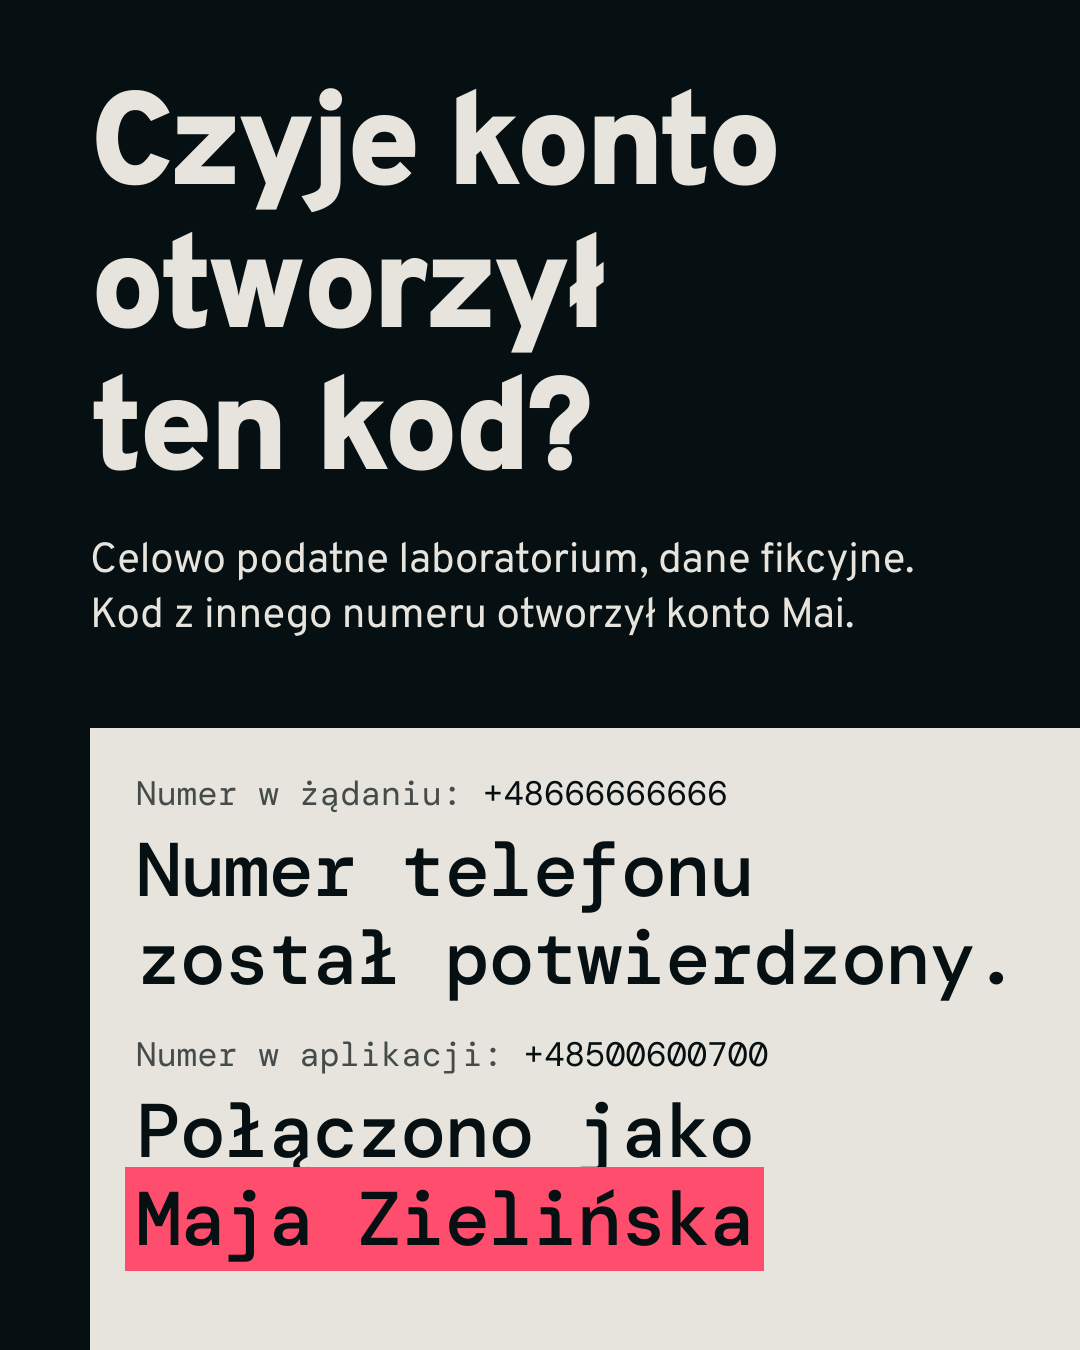 Czyje konto
otworzył
ten kod?
Celowo podatne laboratorium, dane fikcyjne.
Kod z innego numeru otworzył konto Mai.
Numer w żądaniu: +48666666666
Numer telefonu
został potwierdzony.
Numer w aplikacji: +48500600700
Połączono jako
Maja Zielińska